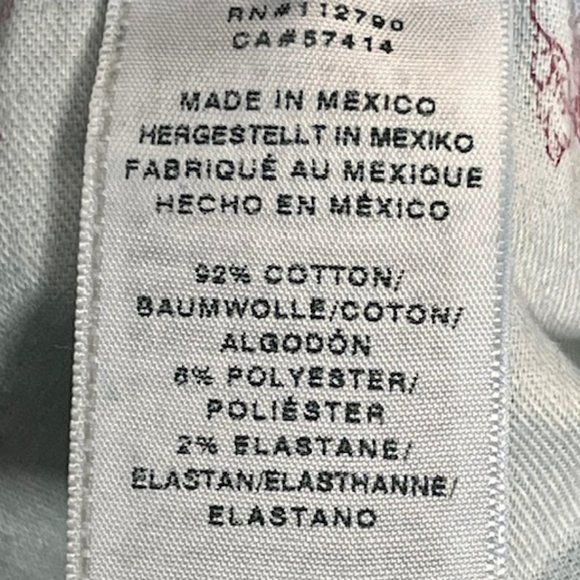 RN#112790
CA#57414
MADE IN MEXICO
HERGESTELLT IN MEXIKO
FABRIQUÉ AU MEXIQUE
HECHO EN MÉXICO
92% COTTON/
BAUMWOLLE/COTON/
ALGODÓN
6% POLYESTER/
POLIÉSTER
2% ELASTANE/
ELASTAN/ELASTHANNE/
ELASTANO